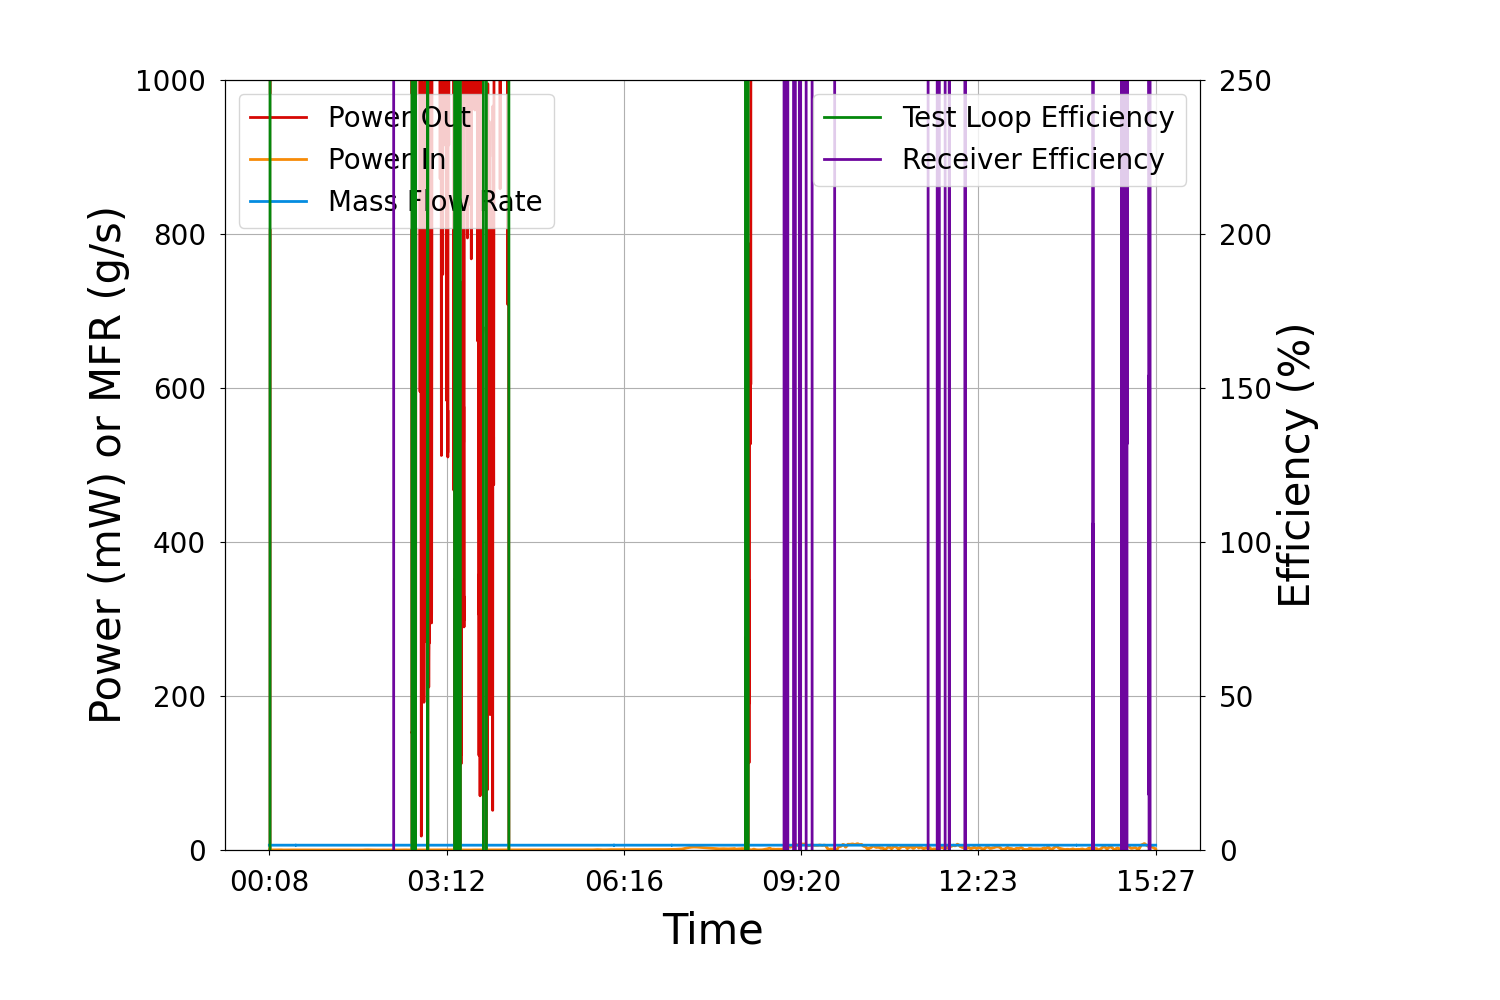 1000
800
600
400
200
0
Power (mW) or MFR (g/s)
Power Out
Power In
Mass Flow Rate
Test Loop Efficiency
Receiver Efficiency
250
200
150
100
50
0
Efficiency (%)
00:08 03:12 06:16 09:20 12:23 15:27
Time